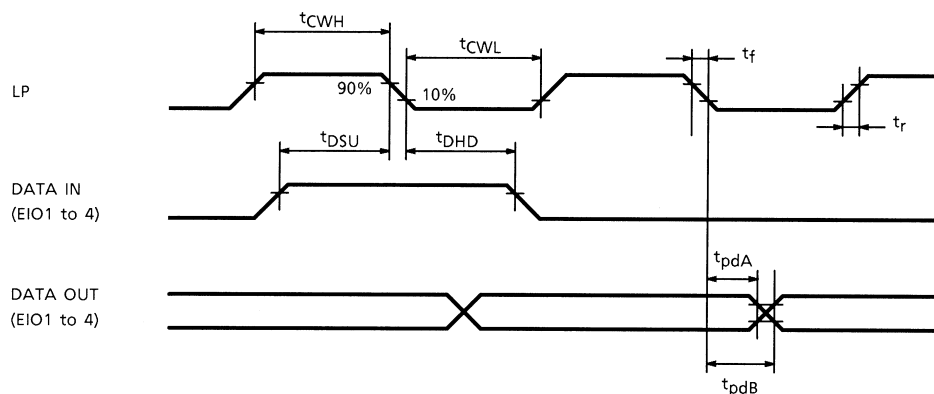 tCWH
tCWL
tf
LP
90%
10%
tr
tDSU
tDHD
DATA IN
(EIO1 to 4)
tpdA
DATA OUT
(EIO1 to 4)
tpdB